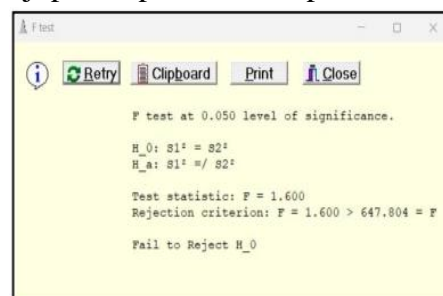 F test
Retry Clipboard Print Close
F test at 0.050 level of significance.
H_0: S1² = S2²
H_a: S1² =/ S2²
Test statistic: F = 1.600
Rejection criterion: F = 1.600 > 647.804 = F
Fail to Reject H_0